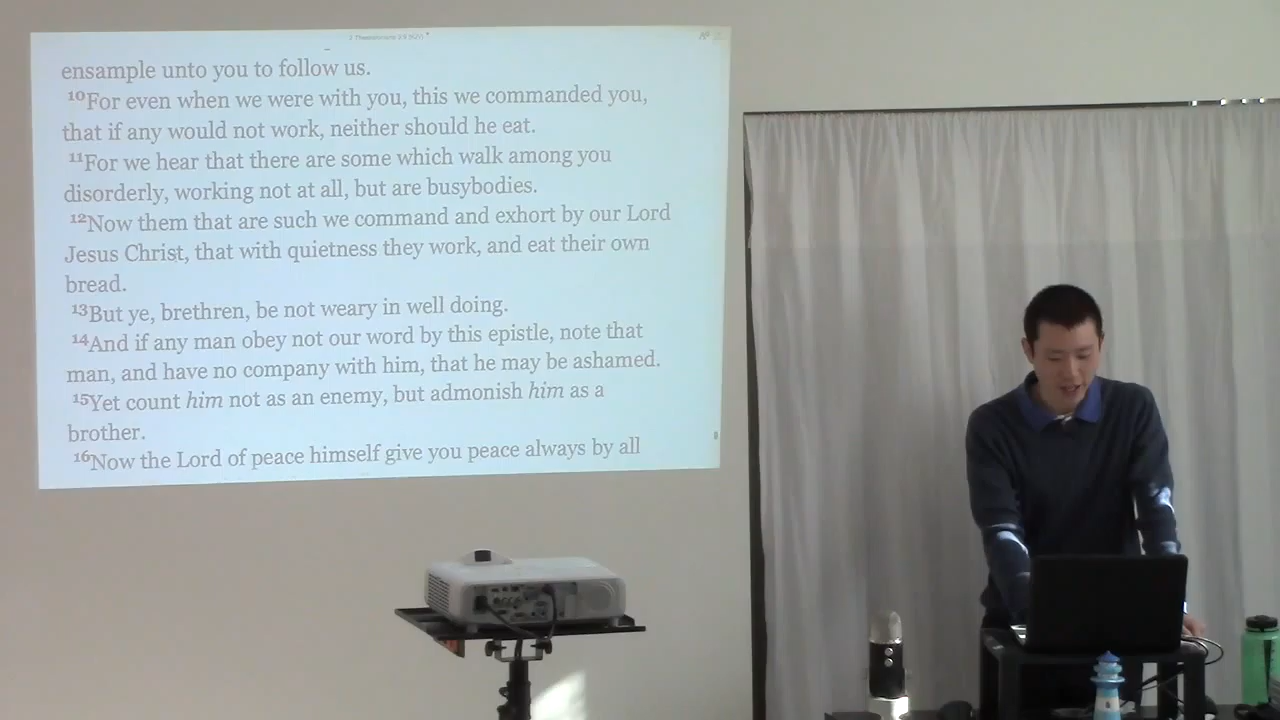 2 Thessalonians 3:9 (KJV)
ensample unto you to follow us.
¹⁰For even when we were with you, this we commanded you,
that if any would not work, neither should he eat.
¹¹For we hear that there are some which walk among you
disorderly, working not at all, but are busybodies.
¹²Now them that are such we command and exhort by our Lord
Jesus Christ, that with quietness they work, and eat their own
bread.
¹³But ye, brethren, be not weary in well doing.
¹⁴And if any man obey not our word by this epistle, note that
man, and have no company with him, that he may be ashamed.
¹⁵Yet count him not as an enemy, but admonish him as a
brother.
¹⁶Now the Lord of peace himself give you peace always by all